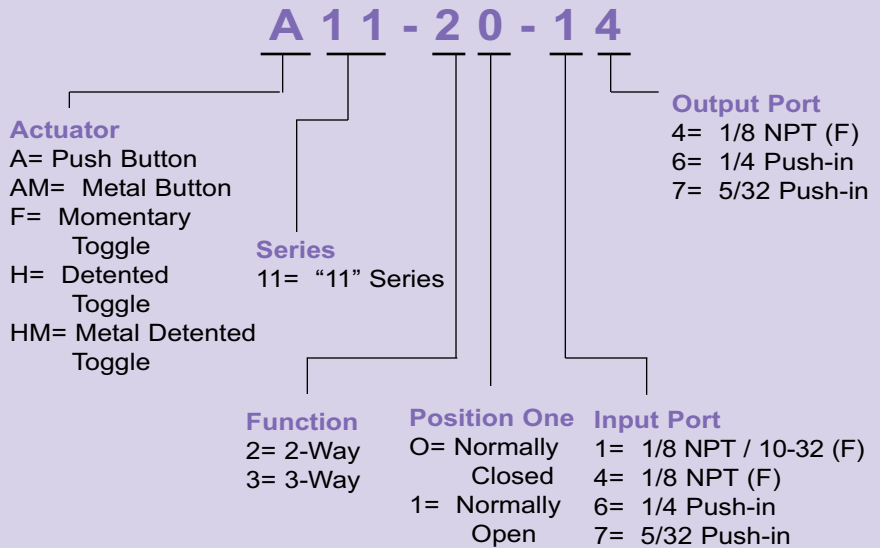 A 1 1 - 2 0 - 1 4
Actuator
A= Push Button
AM= Metal Button
F= Momentary
Toggle
H= Detented
Toggle
HM= Metal Detented
Toggle
Series
11= “11” Series
Function
2= 2-Way
3= 3-Way
Position One
O= Normally
Closed
1= Normally
Open
Input Port
1= 1/8 NPT / 10-32 (F)
4= 1/8 NPT (F)
6= 1/4 Push-in
7= 5/32 Push-in
Output Port
4= 1/8 NPT (F)
6= 1/4 Push-in
7= 5/32 Push-in